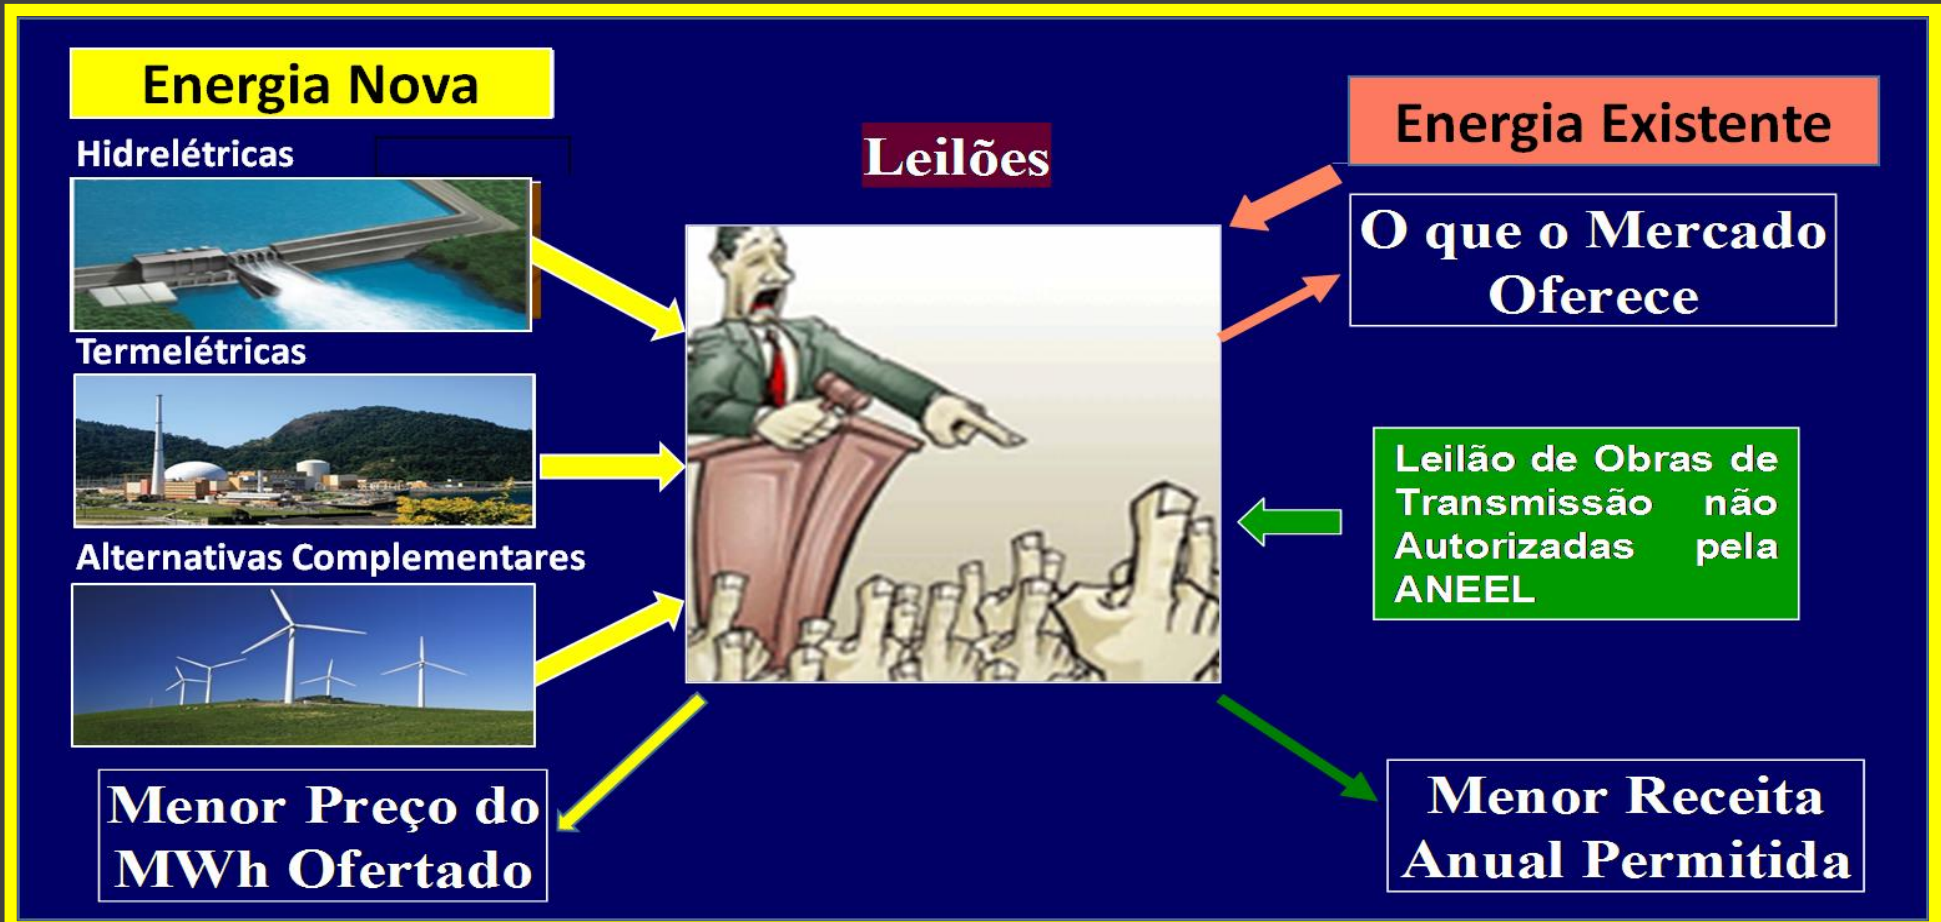 Energia Nova
Hidrelétricas
Termelétricas
Alternativas Complementares
Menor Preço do
MWh Ofertado
Leilões
Energia Existente
O que o Mercado
Oferece
Leilão de Obras de
Transmissão não
Autorizadas pela
ANEEL
Menor Receita
Anual Permitida